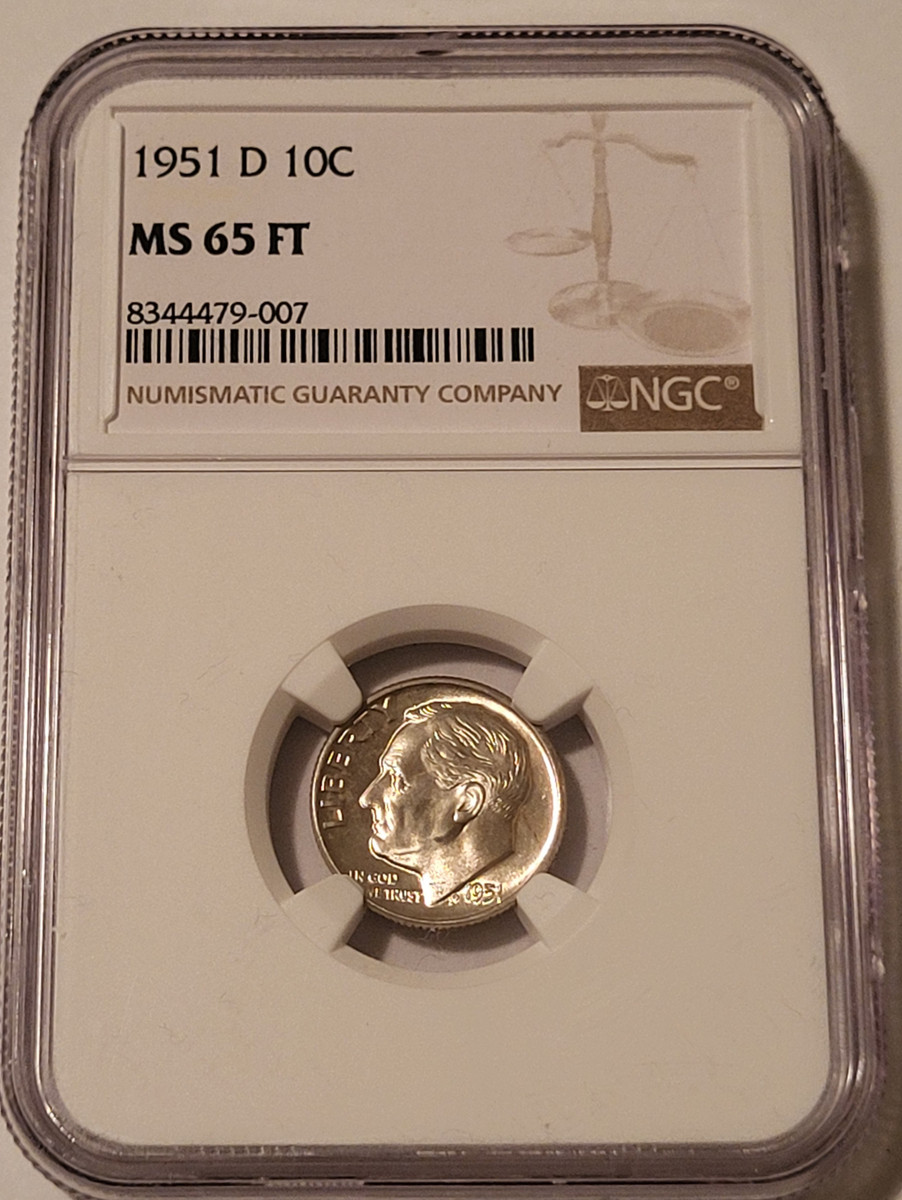 1951 D 10C
MS 65 FT
8344479-007
NUMISMATIC GUARANTY COMPANY
NGC®
LIBERTY
IN GOD
WE TRUST
1951